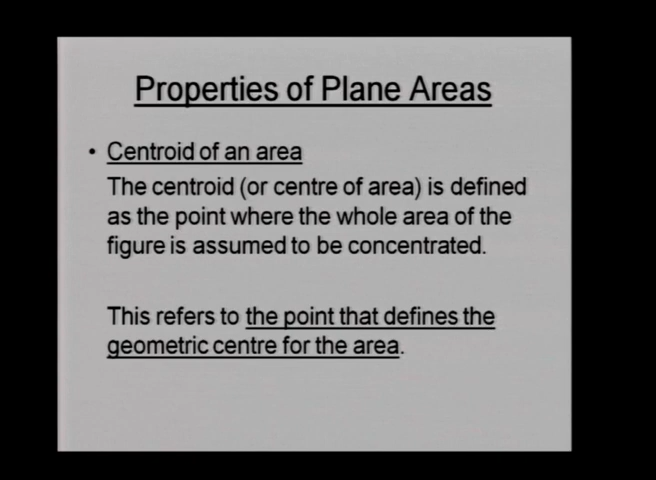 Properties of Plane Areas
• Centroid of an area
The centroid (or centre of area) is defined
as the point where the whole area of the
figure is assumed to be concentrated.
This refers to the point that defines the
geometric centre for the area.